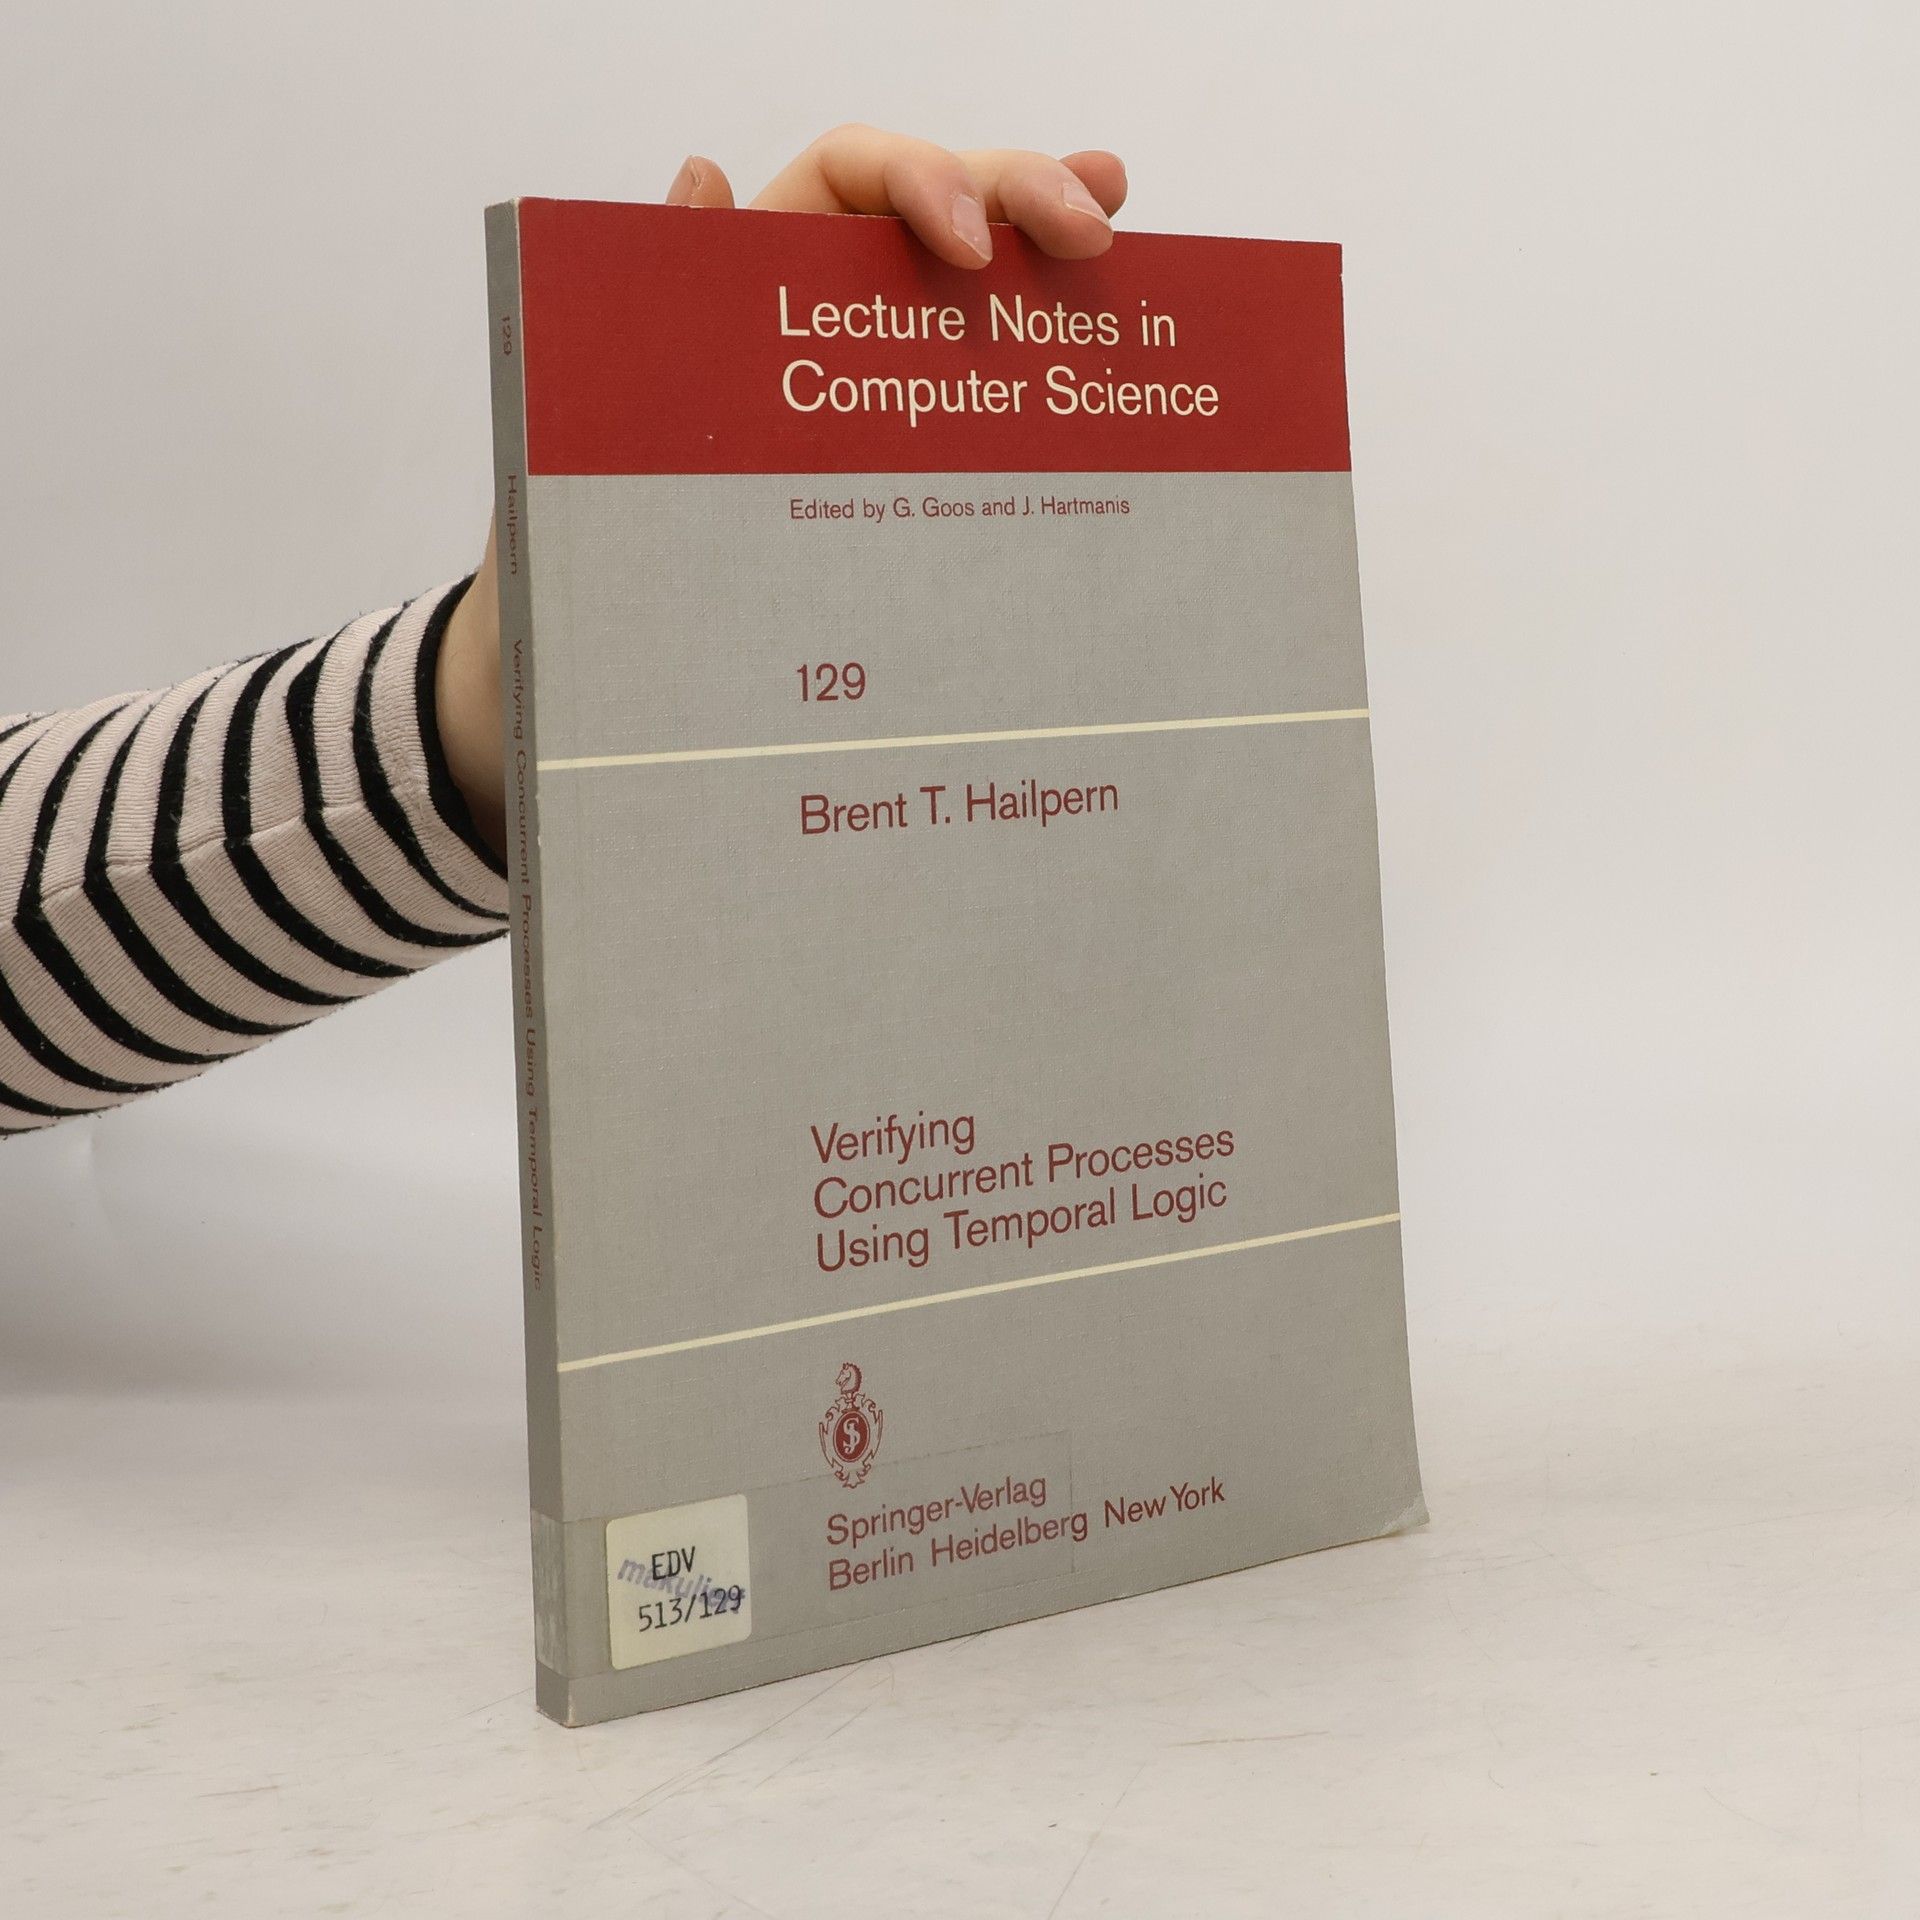 Lecture Notes in
Computer Science
Edited by G. Goos and J. Hartmanis
129
Brent T. Hailpern
Verifying
Concurrent Processes
Using Temporal Logic
Springer-Verlag
Berlin Heidelberg New York
EDV
513/129
129 Hailpern Verifying Concurrent Processes Using Temporal Logic